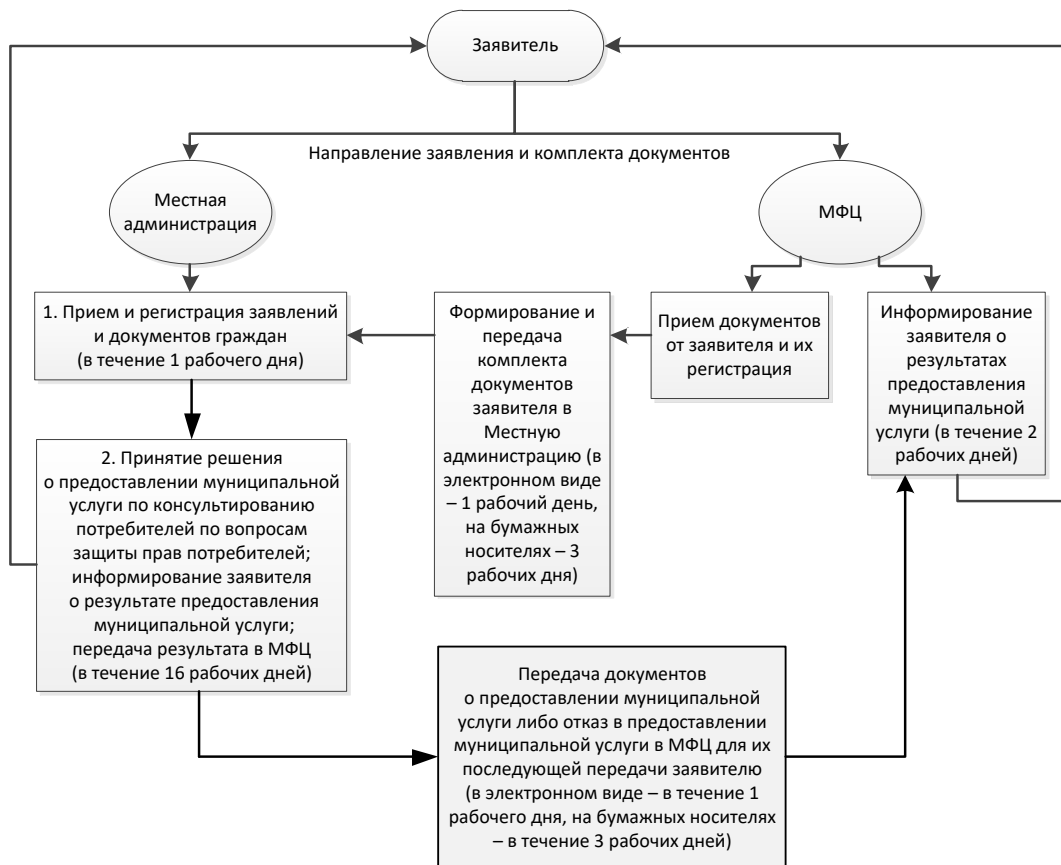 Заявитель
Направление заявления и комплекта документов
Местная
администрация
МФЦ
1. Прием и регистрация заявлений
и документов граждан
(в течение 1 рабочего дня)
Формирование и
передача
комплекта
документов
заявителя в
Местную
администрацию (в
электронном виде
– 1 рабочий день,
на бумажных
носителях – 3
рабочих дня)
Прием документов
от заявителя и их
регистрация
Информирование
заявителя о
результатах
предоставления
муниципальной
услуги (в течение 2
рабочих дней)
2. Принятие решения
о предоставлении муниципальной
услуги по консультированию
потребителей по вопросам
защиты прав потребителей;
информирование заявителя
о результате предоставления
муниципальной услуги;
передача результата в МФЦ
(в течение 16 рабочих дней)
Передача документов
о предоставлении муниципальной
услуги либо отказ в предоставлении
муниципальной услуги в МФЦ для их
последующей передачи заявителю
(в электронном виде – в течение 1
рабочего дня, на бумажных носителях
– в течение 3 рабочих дней)